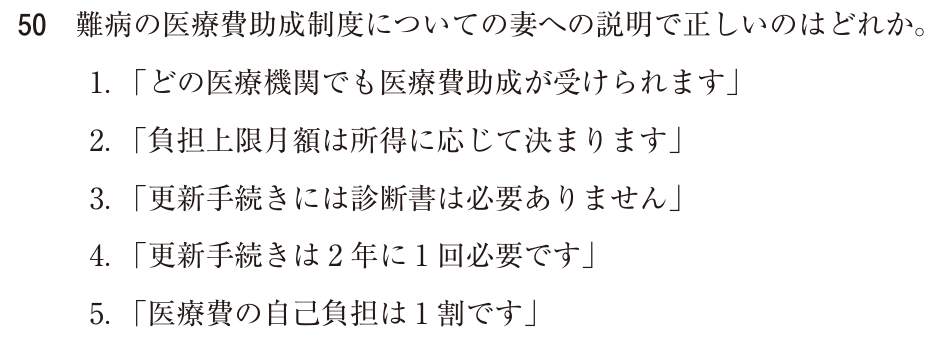 50 難病の医療費助成制度についての妻への説明で正しいのはどれか。
1. 「どの医療機関でも医療費助成が受けられます」
2. 「負担上限月額は所得に応じて決まります」
3. 「更新手続きには診断書は必要ありません」
4. 「更新手続きは2年に1回必要です」
5. 「医療費の自己負担は1割です」